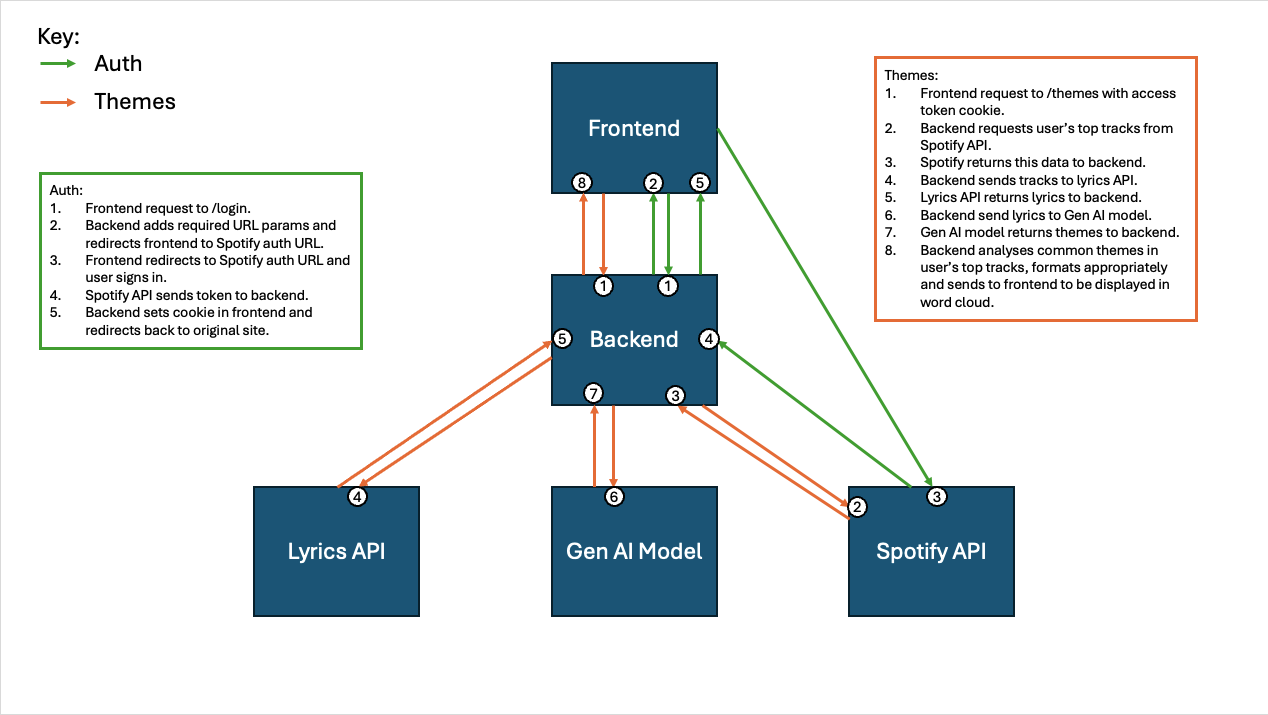 Key:
Auth
Themes
Auth:
1. Frontend request to /login.
2. Backend adds required URL params and
redirects frontend to Spotify auth URL.
3. Frontend redirects to Spotify auth URL and
user signs in.
4. Spotify API sends token to backend.
5. Backend sets cookie in frontend and
redirects back to original site.
Themes:
1. Frontend request to /themes with access
token cookie.
2. Backend requests user's top tracks from
Spotify API.
3. Spotify returns this data to backend.
4. Backend sends tracks to lyrics API.
5. Lyrics API returns lyrics to backend.
6. Backend send lyrics to Gen AI model.
7. Gen AI model returns themes to backend.
8. Backend analyses common themes in
user's top tracks, formats appropriately
and sends to frontend to be displayed in
word cloud.
Frontend
8 2 5
1 1
5 Backend 4
7 3
4 6 2 3
Lyrics API
Gen AI Model
Spotify API